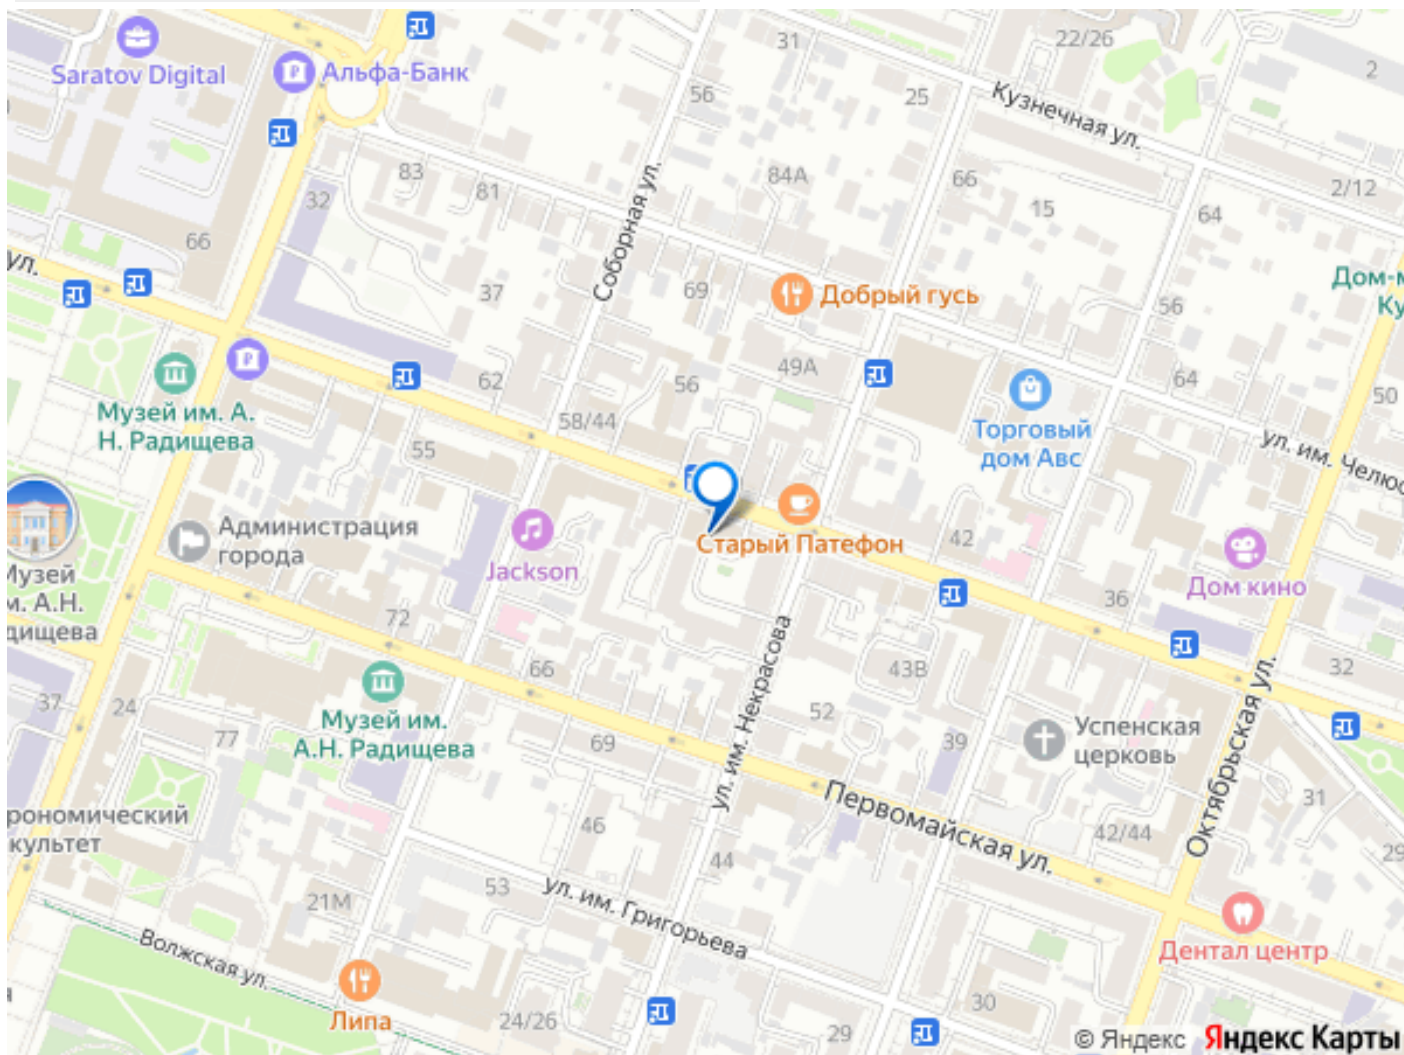 31
22/26
Saratov Digital
Альфа-Банк
2
56
25
Кузнечная ул.
83
81
84А
66
2/12
32
15
64
66
Соборная ул.
ул.
37
69
Добрый гусь
Дом-м
Ку
56
49А
62
56
64
50
Музей им. А.
Н. Радищева
58/44
Торговый
дом Авс
55
ул. им. Челюс
Администрация
города
Jackson
Старый Патефон
42
Дом кино
Музей
м. А.Н.
дищева
72
36
66
43В
32
37
24
Музей им.
А.Н. Радищева
ул. им. Некрасова
52
Успенская
церковь
Октябрьская ул.
77
69
39
рономический
культет
46
Первомайская ул.
31
42/44
44
29
21М
53
ул. им. Григорьева
Волжская ул.
Дентал центр
Липа
24/26
29
30
© Яндекс Яндекс Карты